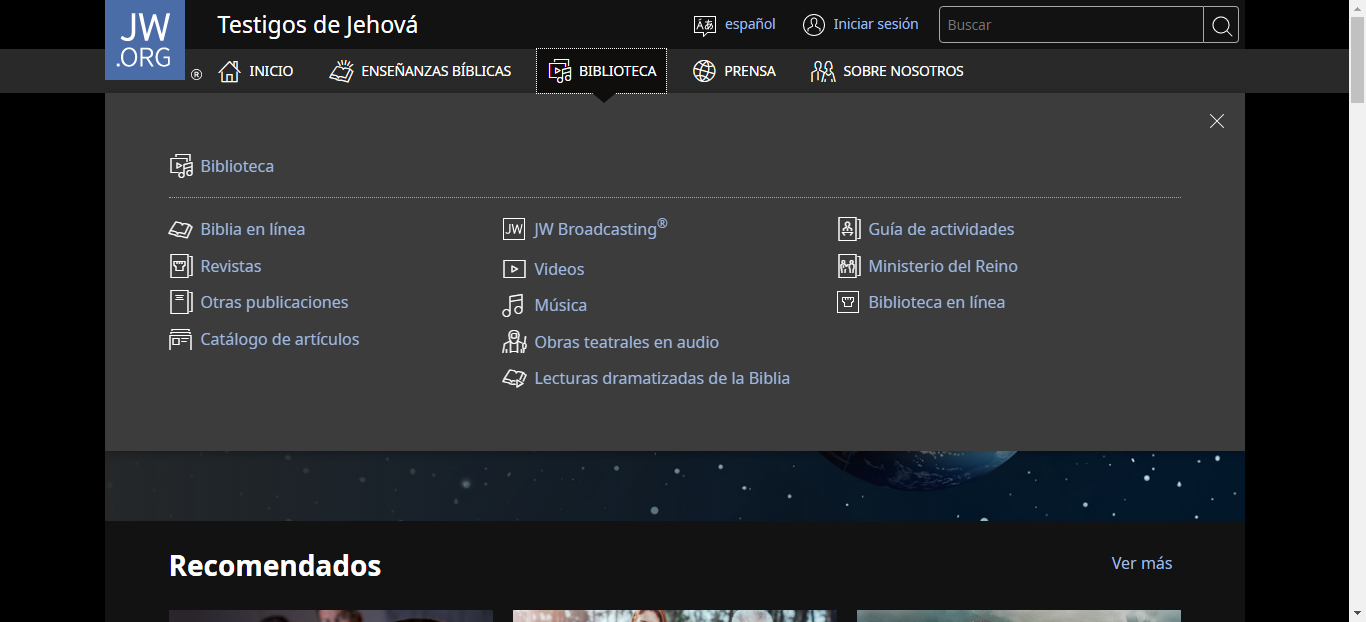 JW
.ORG
®
Testigos de Jehová
español
Iniciar sesión
Buscar
INICIO
ENSEÑANZAS BÍBLICAS
BIBLIOTECA
PRENSA
SOBRE NOSOTROS
Biblioteca
Biblia en línea
Revistas
Otras publicaciones
Catálogo de artículos
JW JW Broadcasting®
Videos
Música
Obras teatrales en audio
Lecturas dramatizadas de la Biblia
Guía de actividades
Ministerio del Reino
Biblioteca en línea
Recomendados
Ver más